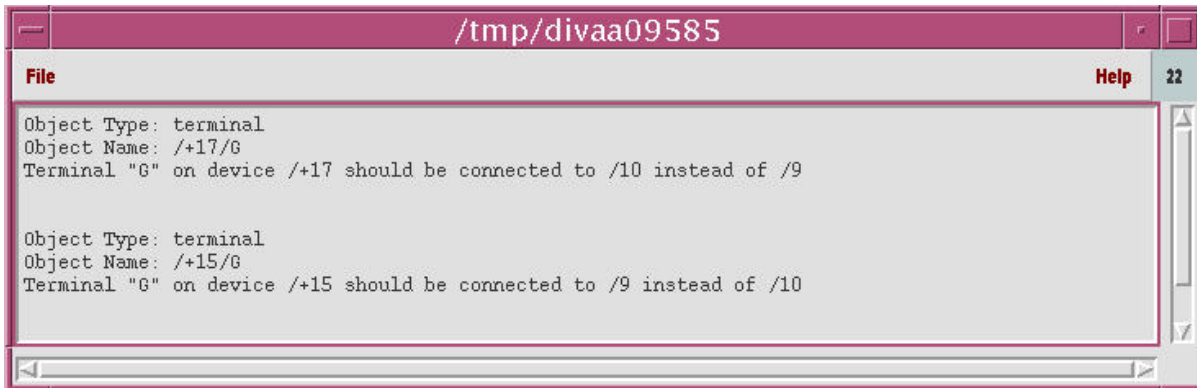 /tmp/divaa09585
File Help 22
Object Type: terminal
Object Name: /+17/G
Terminal "G" on device /+17 should be connected to /10 instead of /9
Object Type: terminal
Object Name: /+15/G
Terminal "G" on device /+15 should be connected to /9 instead of /10